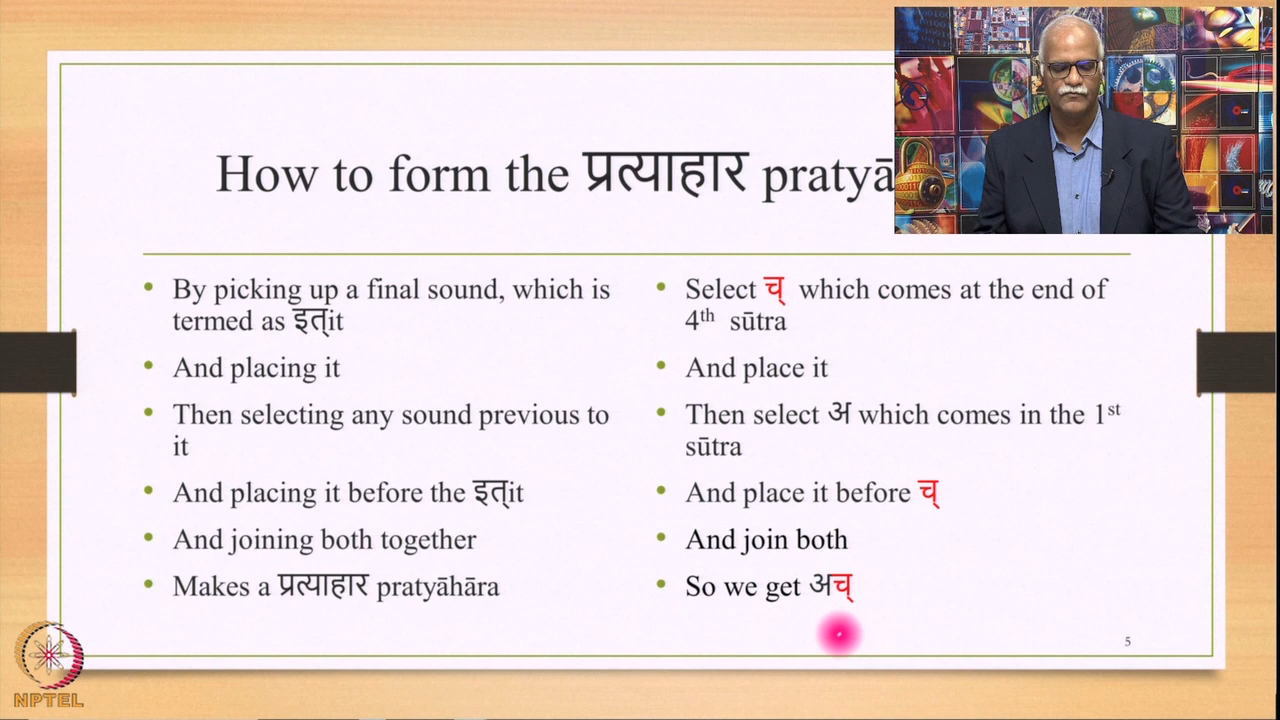 How to form the प्रत्याहार pratyā
By picking up a final sound, which is
termed as इत्it
And placing it
Then selecting any sound previous to
it
And placing it before the इत्it
And joining both together
Makes a प्रत्याहार pratyāhāra
Select च् which comes at the end of
4th sūtra
And place it
Then select अ which comes in the 1st
sūtra
And place it before च्
And join both
So we get अच्
5
NPTEL